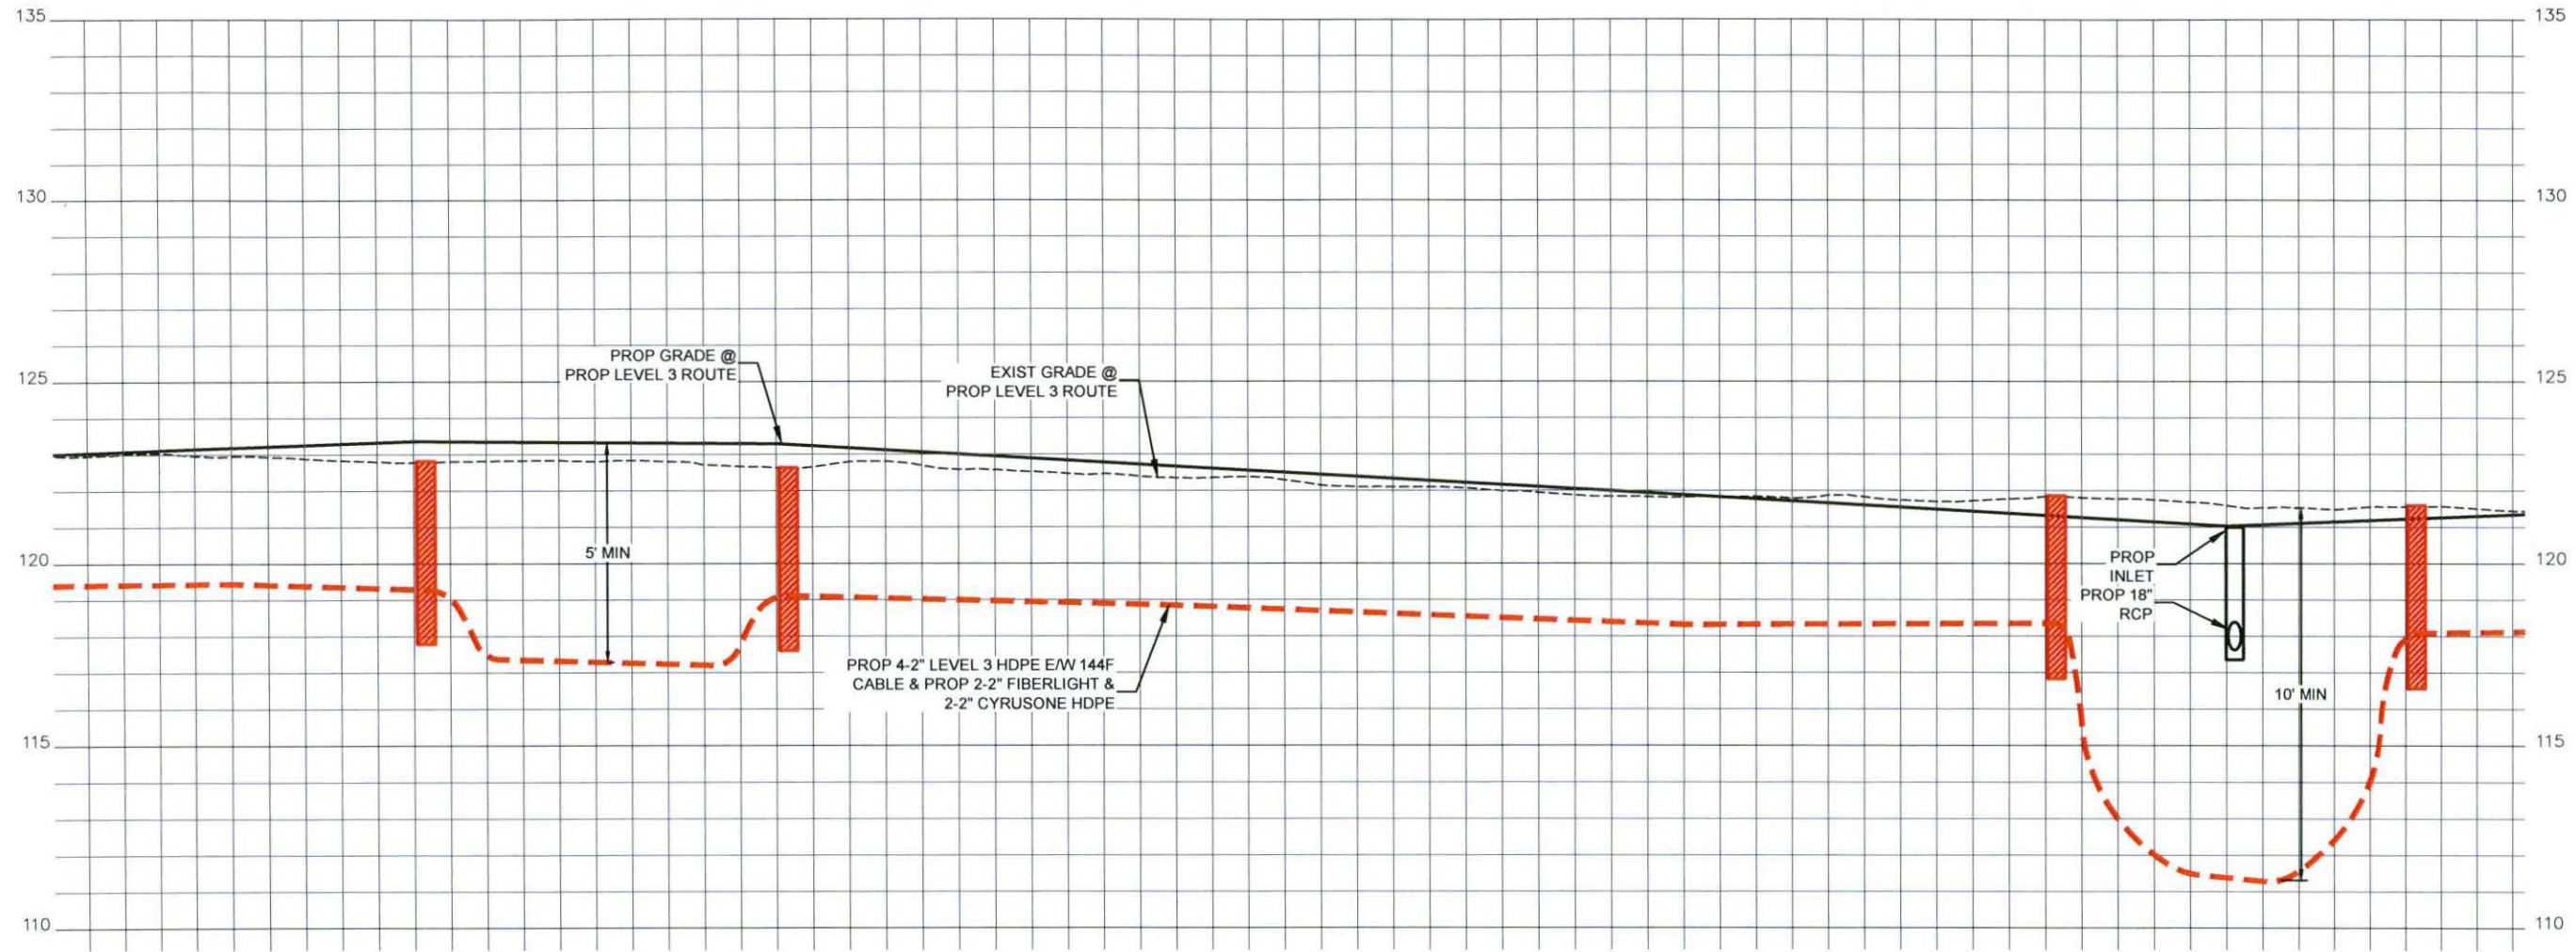 135
135
130
130
PROP GRADE @
PROP LEVEL 3 ROUTE
EXIST GRADE @
PROP LEVEL 3 ROUTE
125
125
5' MIN
120
120
PROP
INLET
PROP 18"
RCP
PROP 4-2" LEVEL 3 HDPE E/W 144F
CABLE & PROP 2-2" FIBERLIGHT &
2-2" CYRUSONE HDPE
10' MIN
115
115
110
110